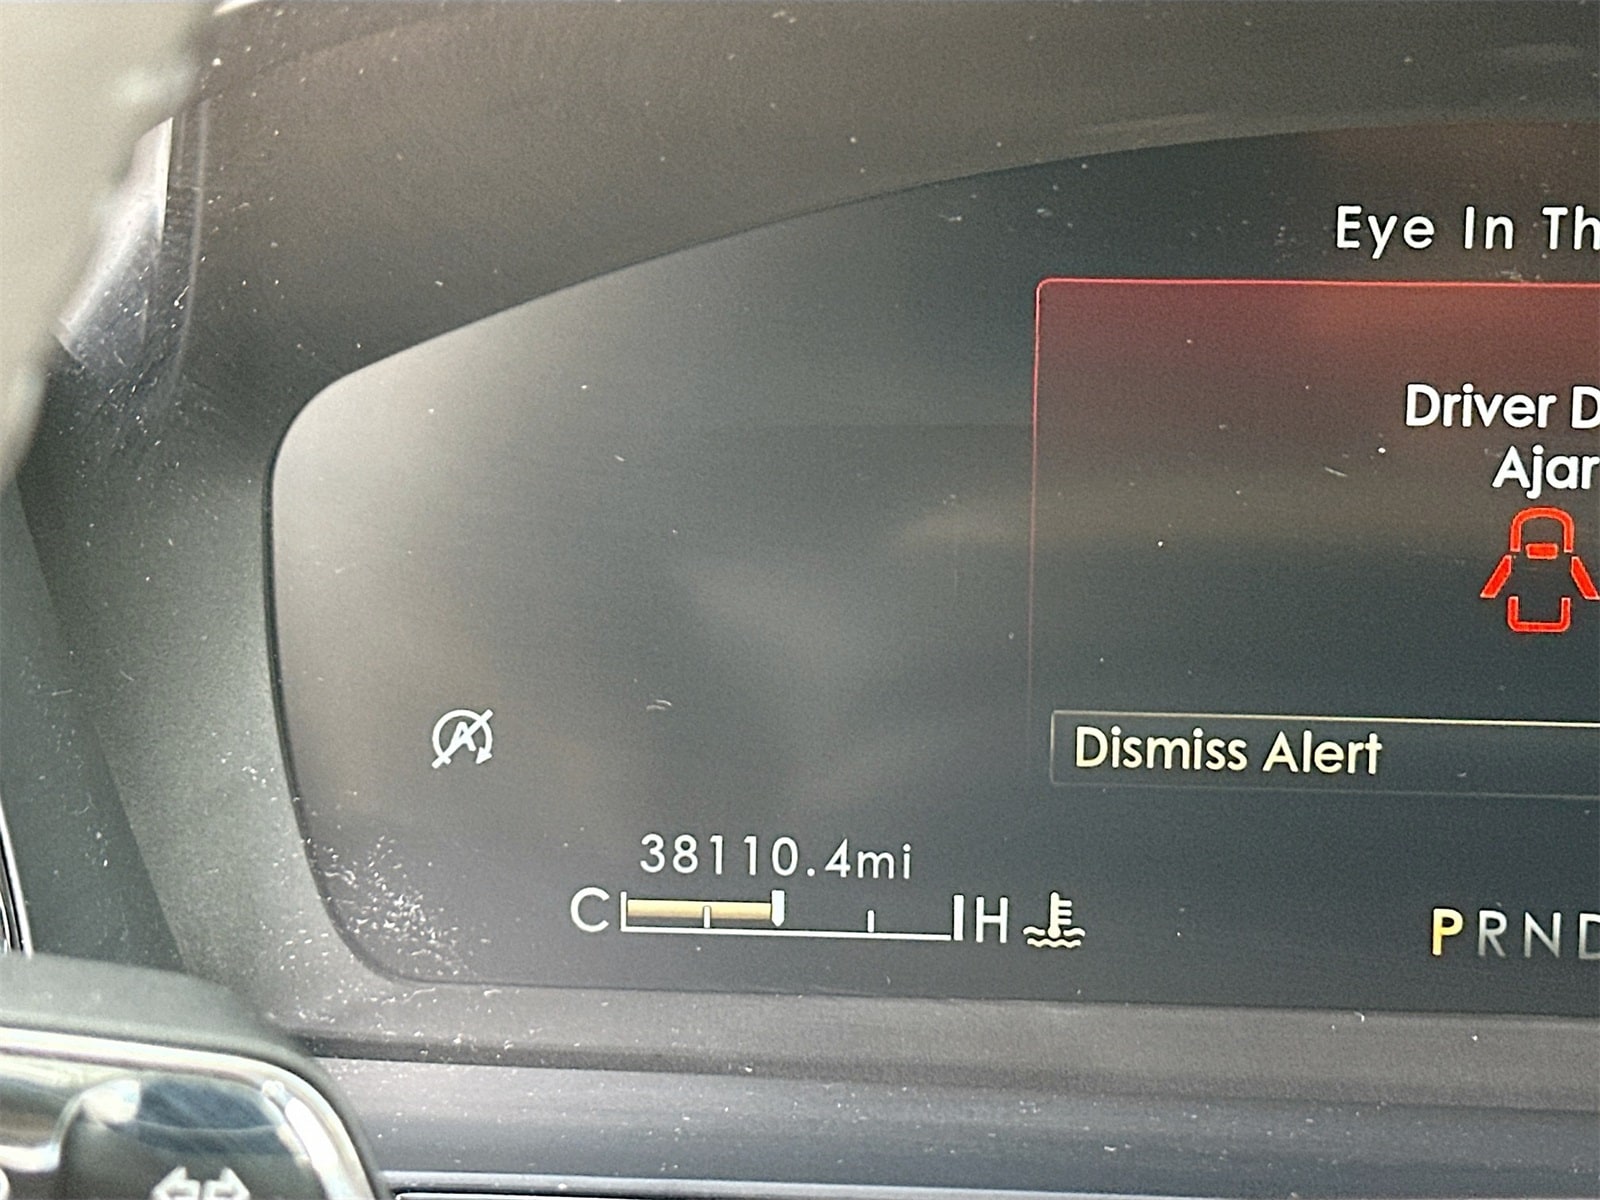 Eye In Th
Driver D
Ajar
Dismiss Alert
38110.4mi
C H
PRND